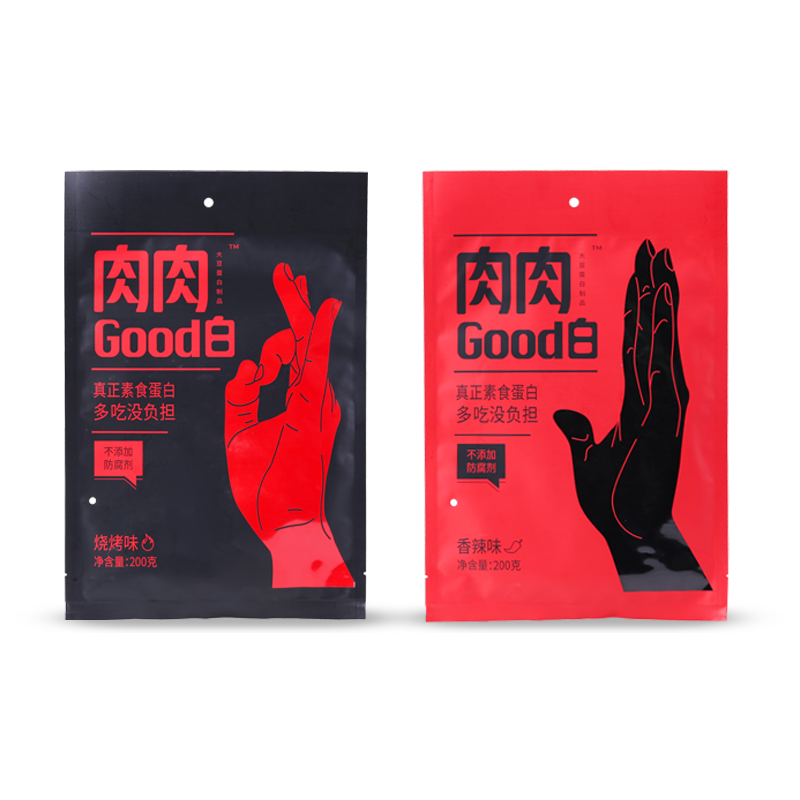 肉肉
TM
大豆蛋白制品
Good白
真正素食蛋白
多吃没负担
不添加
防腐剂
烧烤味
净含量:200克
肉肉
TM
大豆蛋白制品
Good白
真正素食蛋白
多吃没负担
不添加
防腐剂
香辣味
净含量:200克